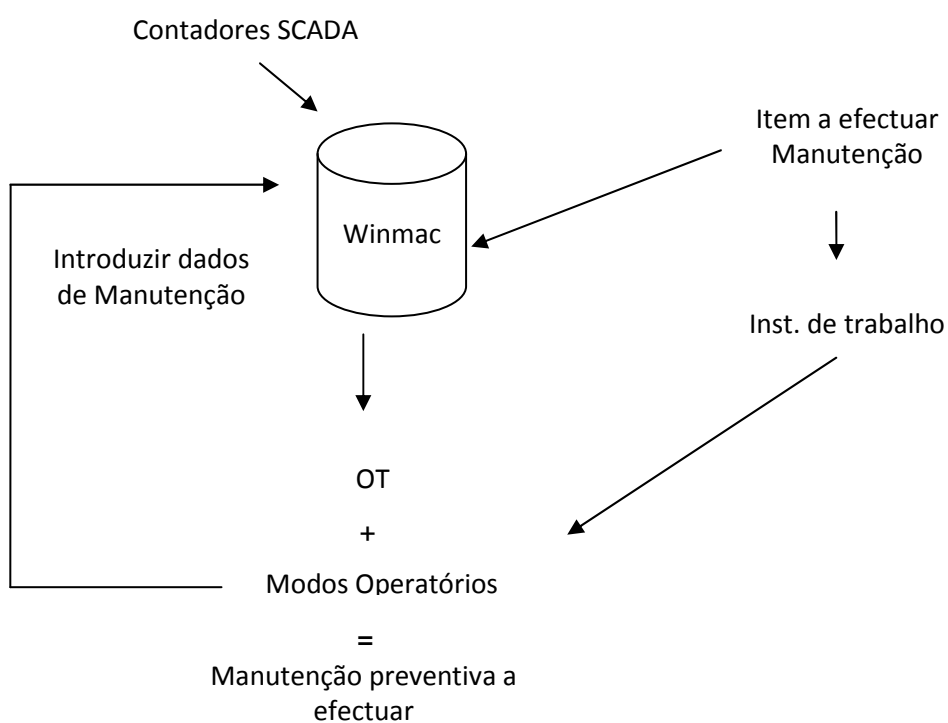 Contadores SCADA
Item a efectuar
Manutenção
Winmac
Introduzir dados
de Manutenção
Inst. de trabalho
OT
+
Modos Operatórios
=
Manutenção preventiva a
efectuar